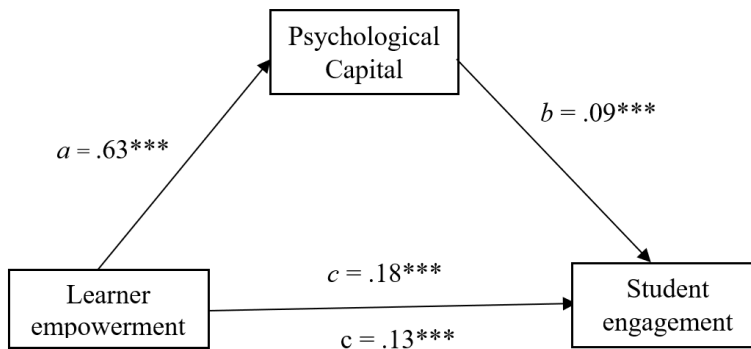 Psychological
Capital
a = .63***
b = .09***
Learner
empowerment
c = .18***
c = .13***
Student
engagement